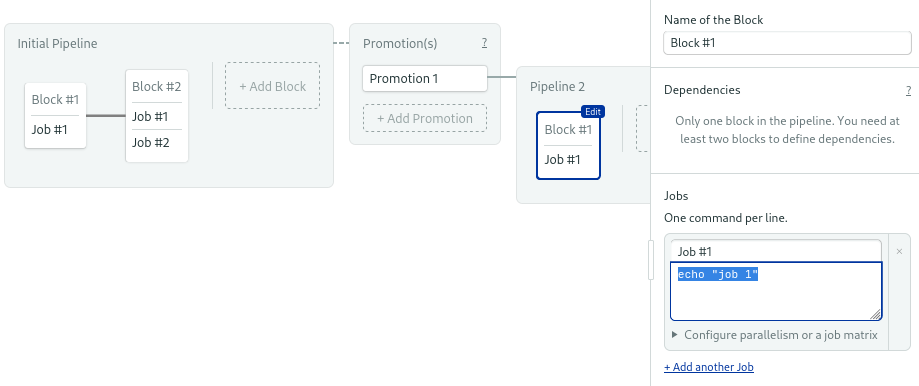 Initial Pipeline
Block #1
Job #1
Block #2
Job #1
Job #2
+ Add Block
Promotion(s)
?
Promotion 1
+ Add Promotion
Pipeline 2
Edit
Block #1
Job #1
Name of the Block
Block #1
Dependencies
?
Only one block in the pipeline. You need at
least two blocks to define dependencies.
Jobs
One command per line.
Job #1
×
echo "job 1"
Configure parallelism or a job matrix
+ Add another Job